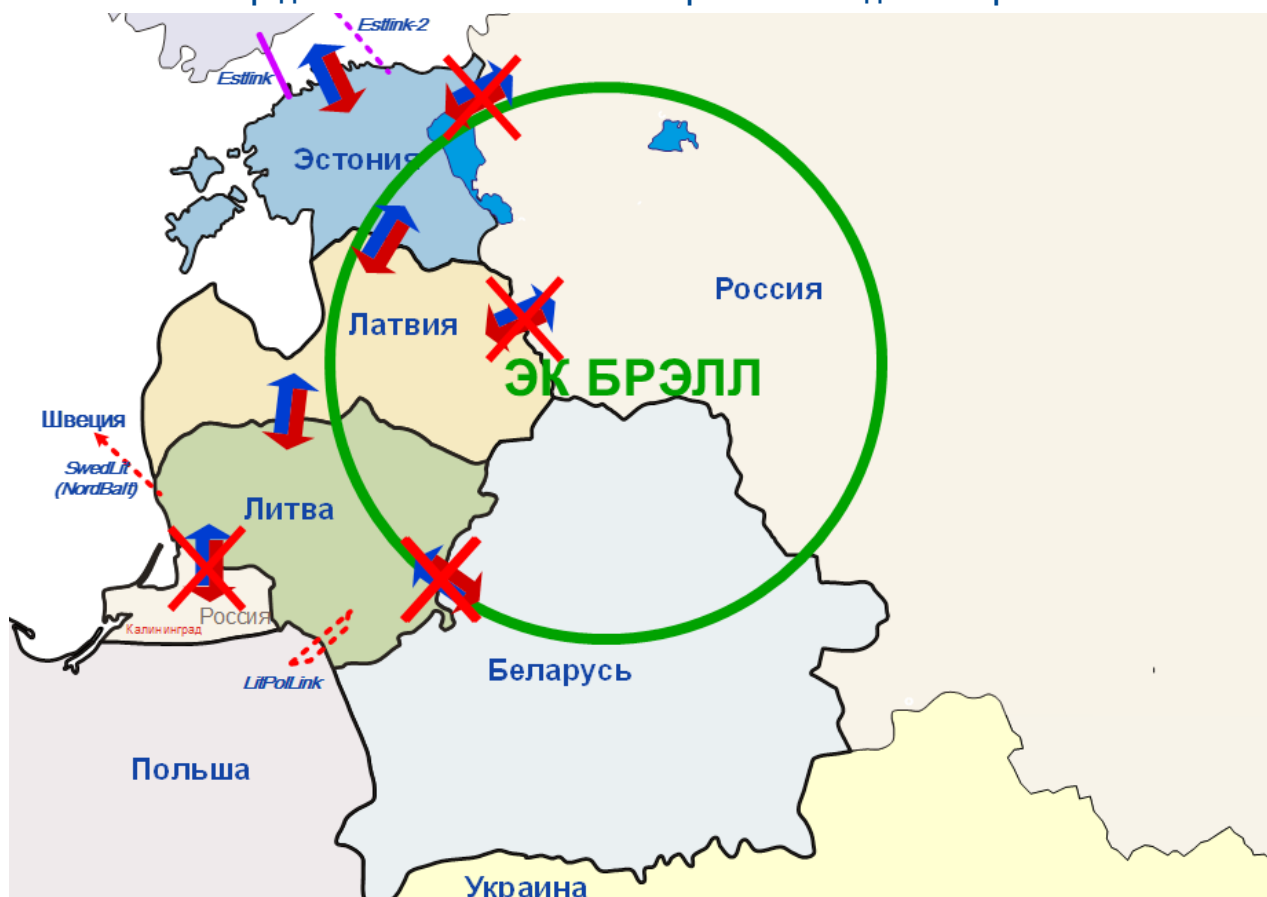 Estlink-2
Estlink
Эстония
Россия
Латвия
ЭК БРЭЛЛ
Швеция
SwedLit
(NordBalt)
Литва
Россия
Калининград
Беларусь
LitPolLink
Польша
Украина